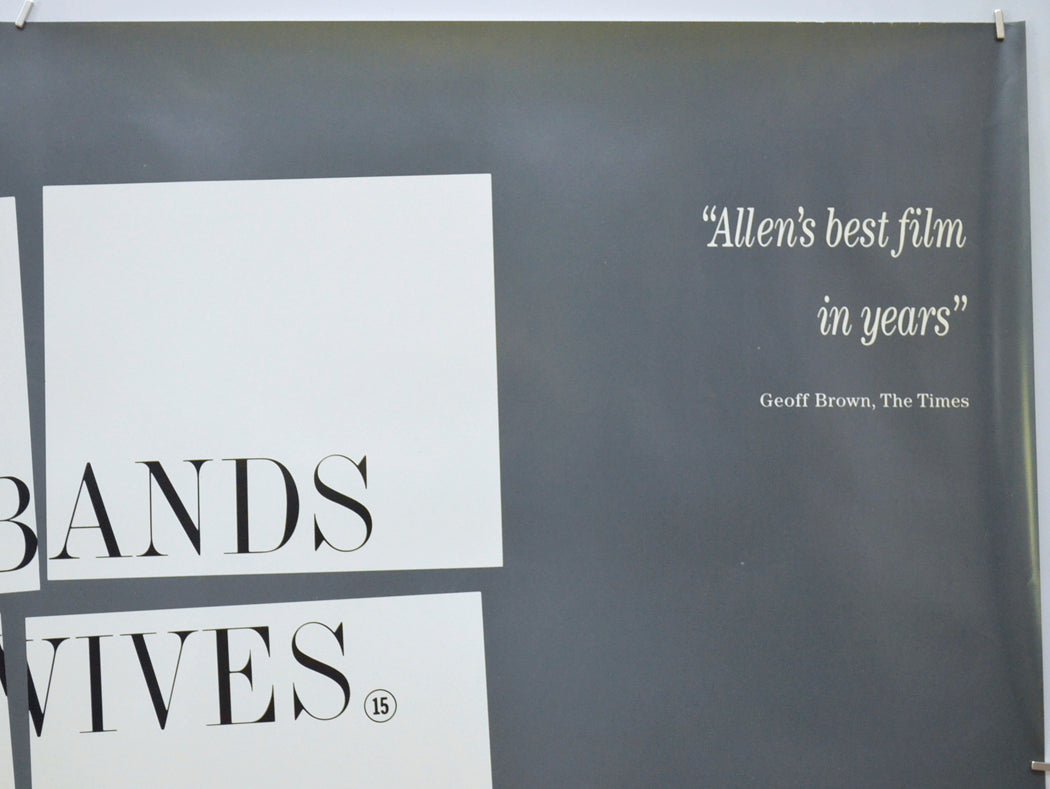 “Allen’s best film
in years”
Geoff Brown, The Times
BANDS
WIVES.
15